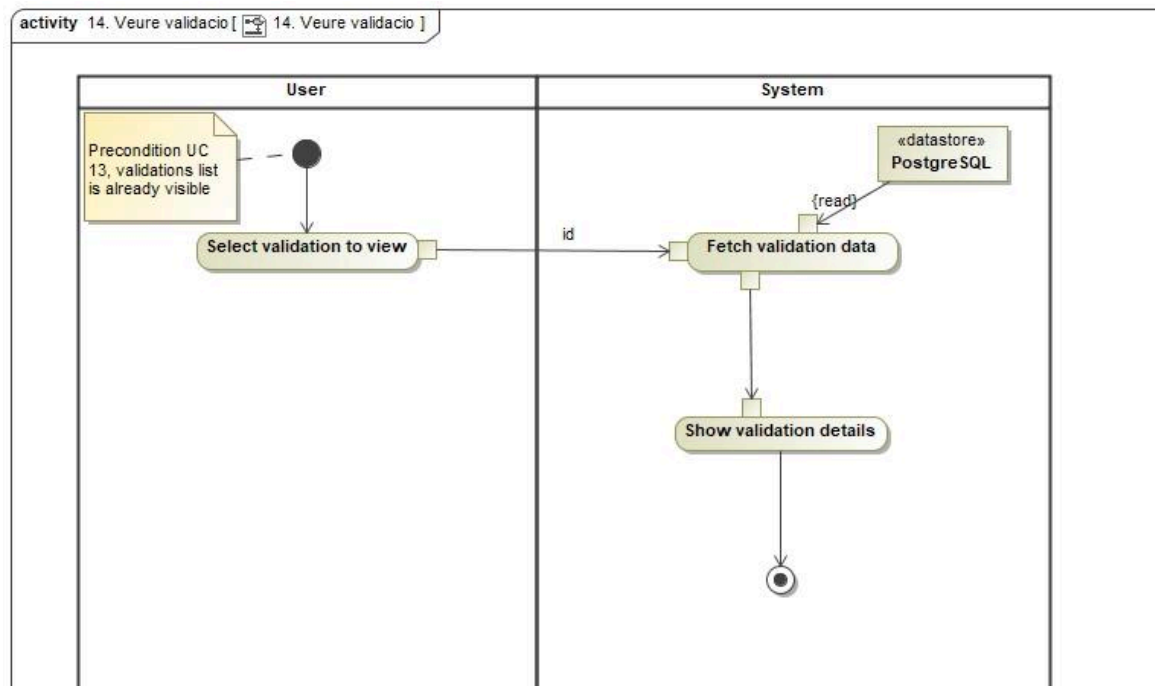 activity 14. Veure validacio [ 14. Veure validacio ]
User
System
Precondition UC
13, validations list
is already visible
«datastore»
PostgreSQL
{read}
Select validation to view
id
Fetch validation data
Show validation details